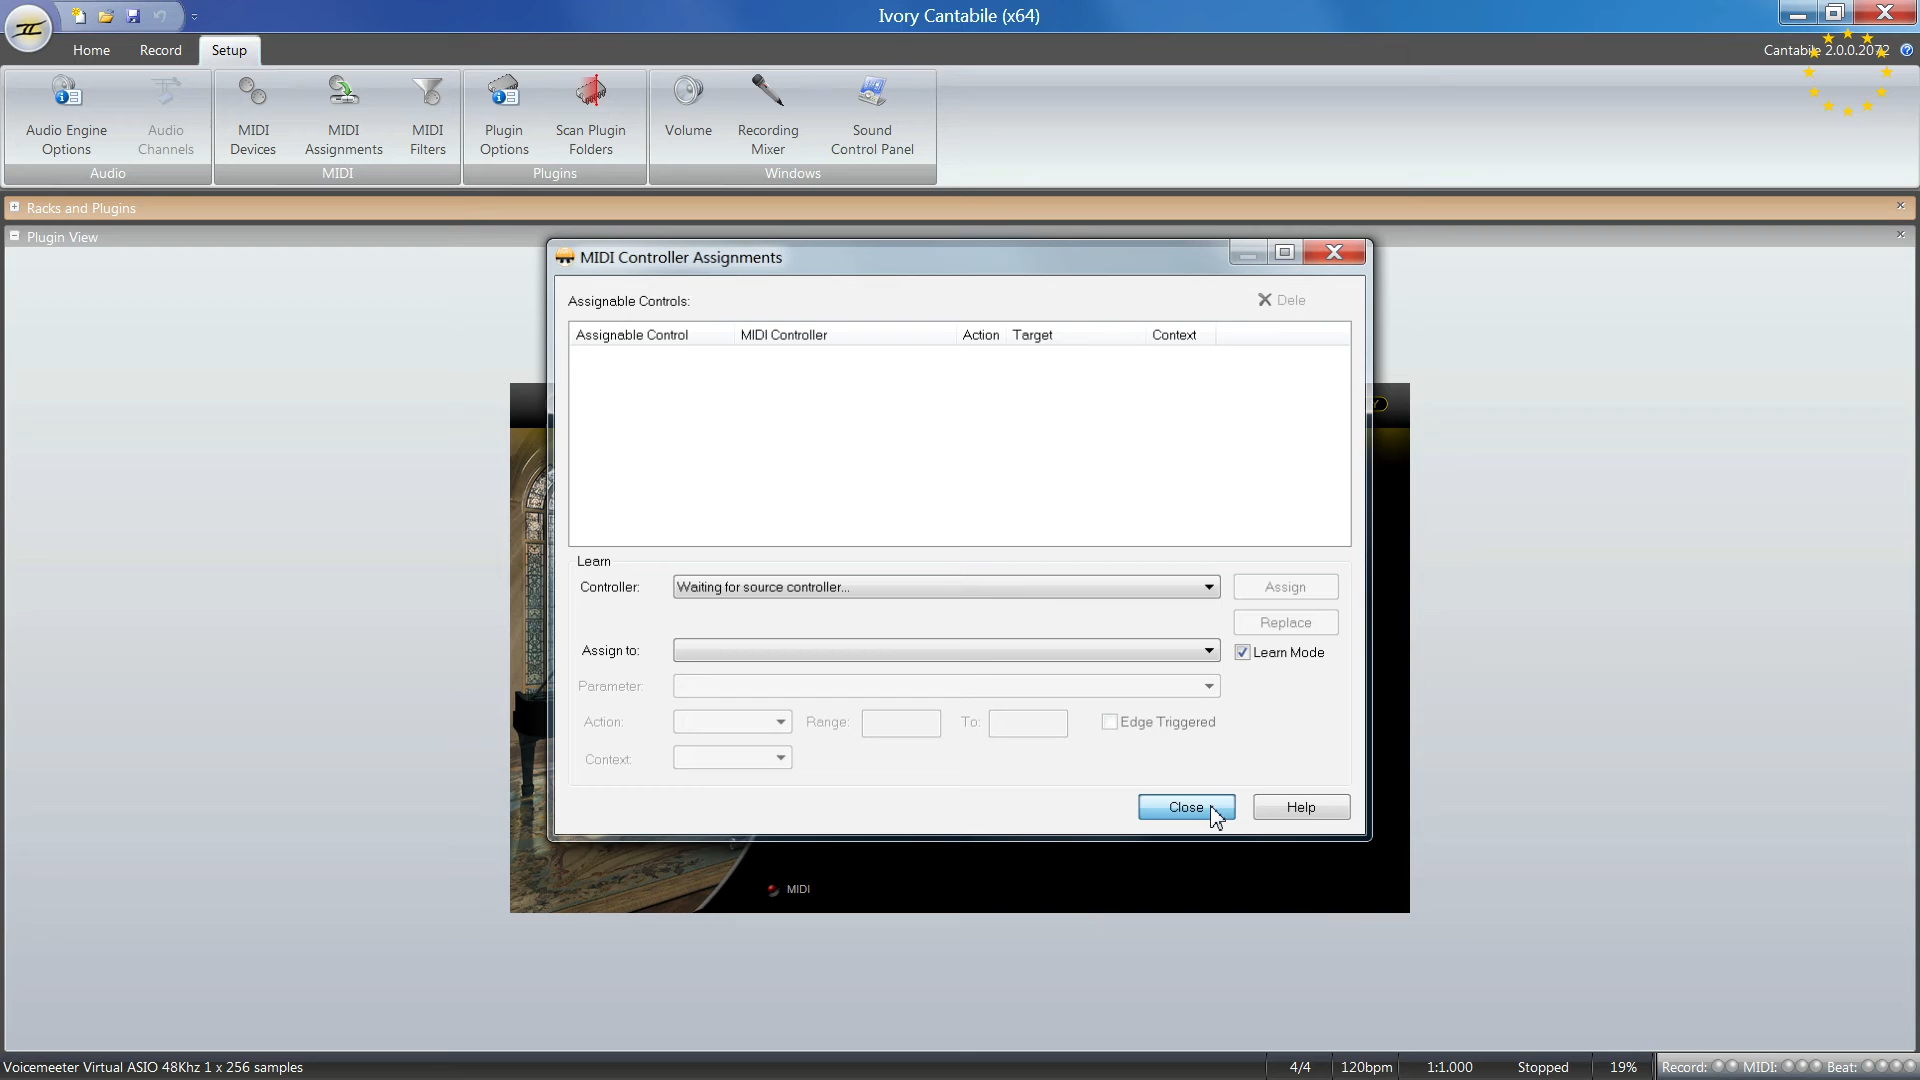 Ivory Cantabile (x64)
Home Record Setup
Cantabile 2.0.0.2072
Audio Engine Options
Audio Channels
MIDI Devices
MIDI Assignments
MIDI Filters
Plugin Options
Scan Plugin Folders
Volume
Recording Mixer
Sound Control Panel
Audio MIDI Plugins Windows
Racks and Plugins
Plugin View
MIDI Controller Assignments
Assignable Controls: Dele
Assignable Control MIDI Controller Action Target Context
Learn
Controller: Waiting for source controller... Assign
Replace
Assign to: Learn Mode
Parameter:
Action: Range: To: Edge Triggered
Context:
Close Help
MIDI
Voicemeeter Virtual ASIO 48Khz 1 x 256 samples 4/4 120bpm 1:1.000 Stopped 19% Record: MIDI: Beat: